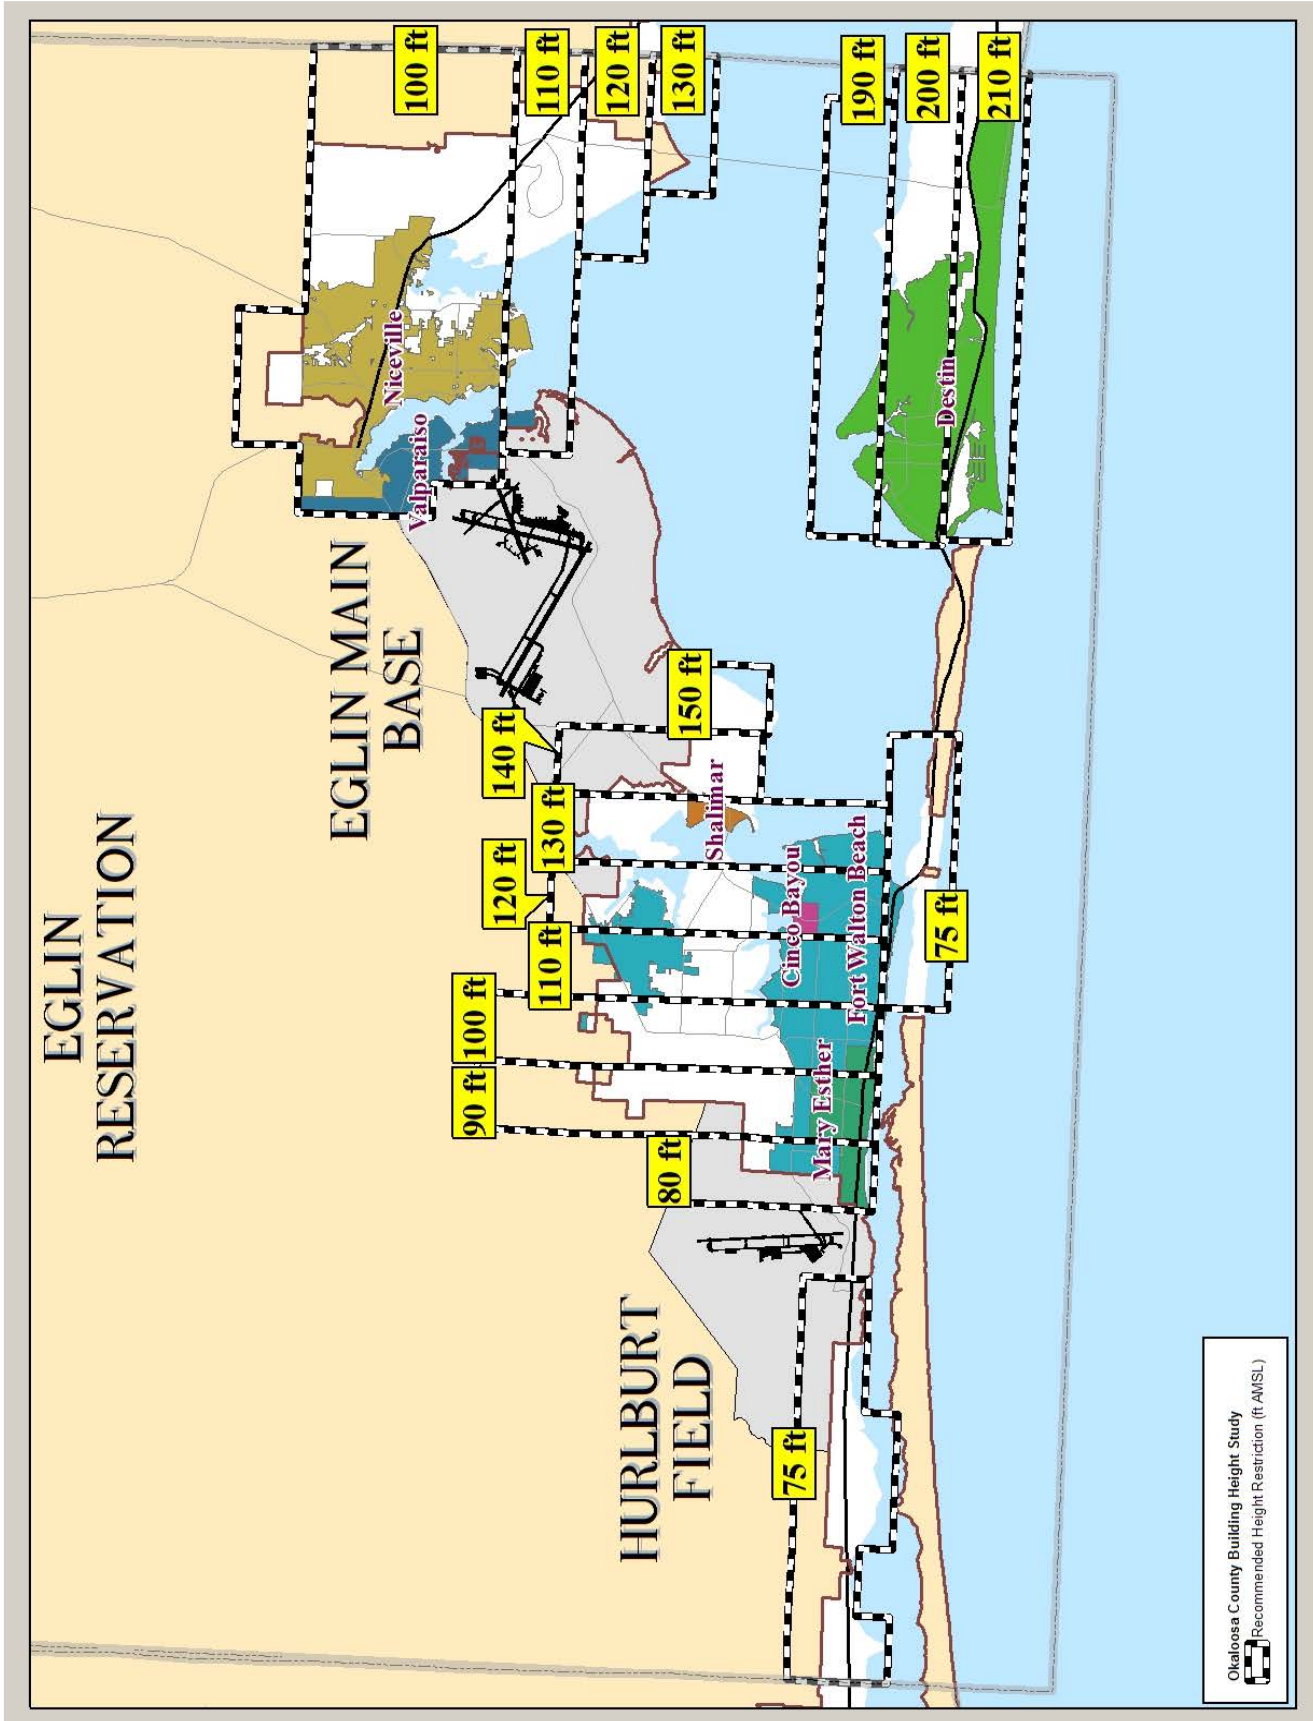 EGLIN
RESERVATION
EGLIN MAIN
BASE
HURLBURT
FIELD
Niceville
Valparaiso
100 ft
110 ft
120 ft
130 ft
90 ft
100 ft
110 ft
120 ft
130 ft
140 ft
150 ft
80 ft
75 ft
Shalimar
Cinco Bayou
Mary Esther
Fort Walton Beach
75 ft
190 ft
200 ft
210 ft
Destin
Okaloosa County Building Height Study
Recommended Height Restriction (ft AMSL)